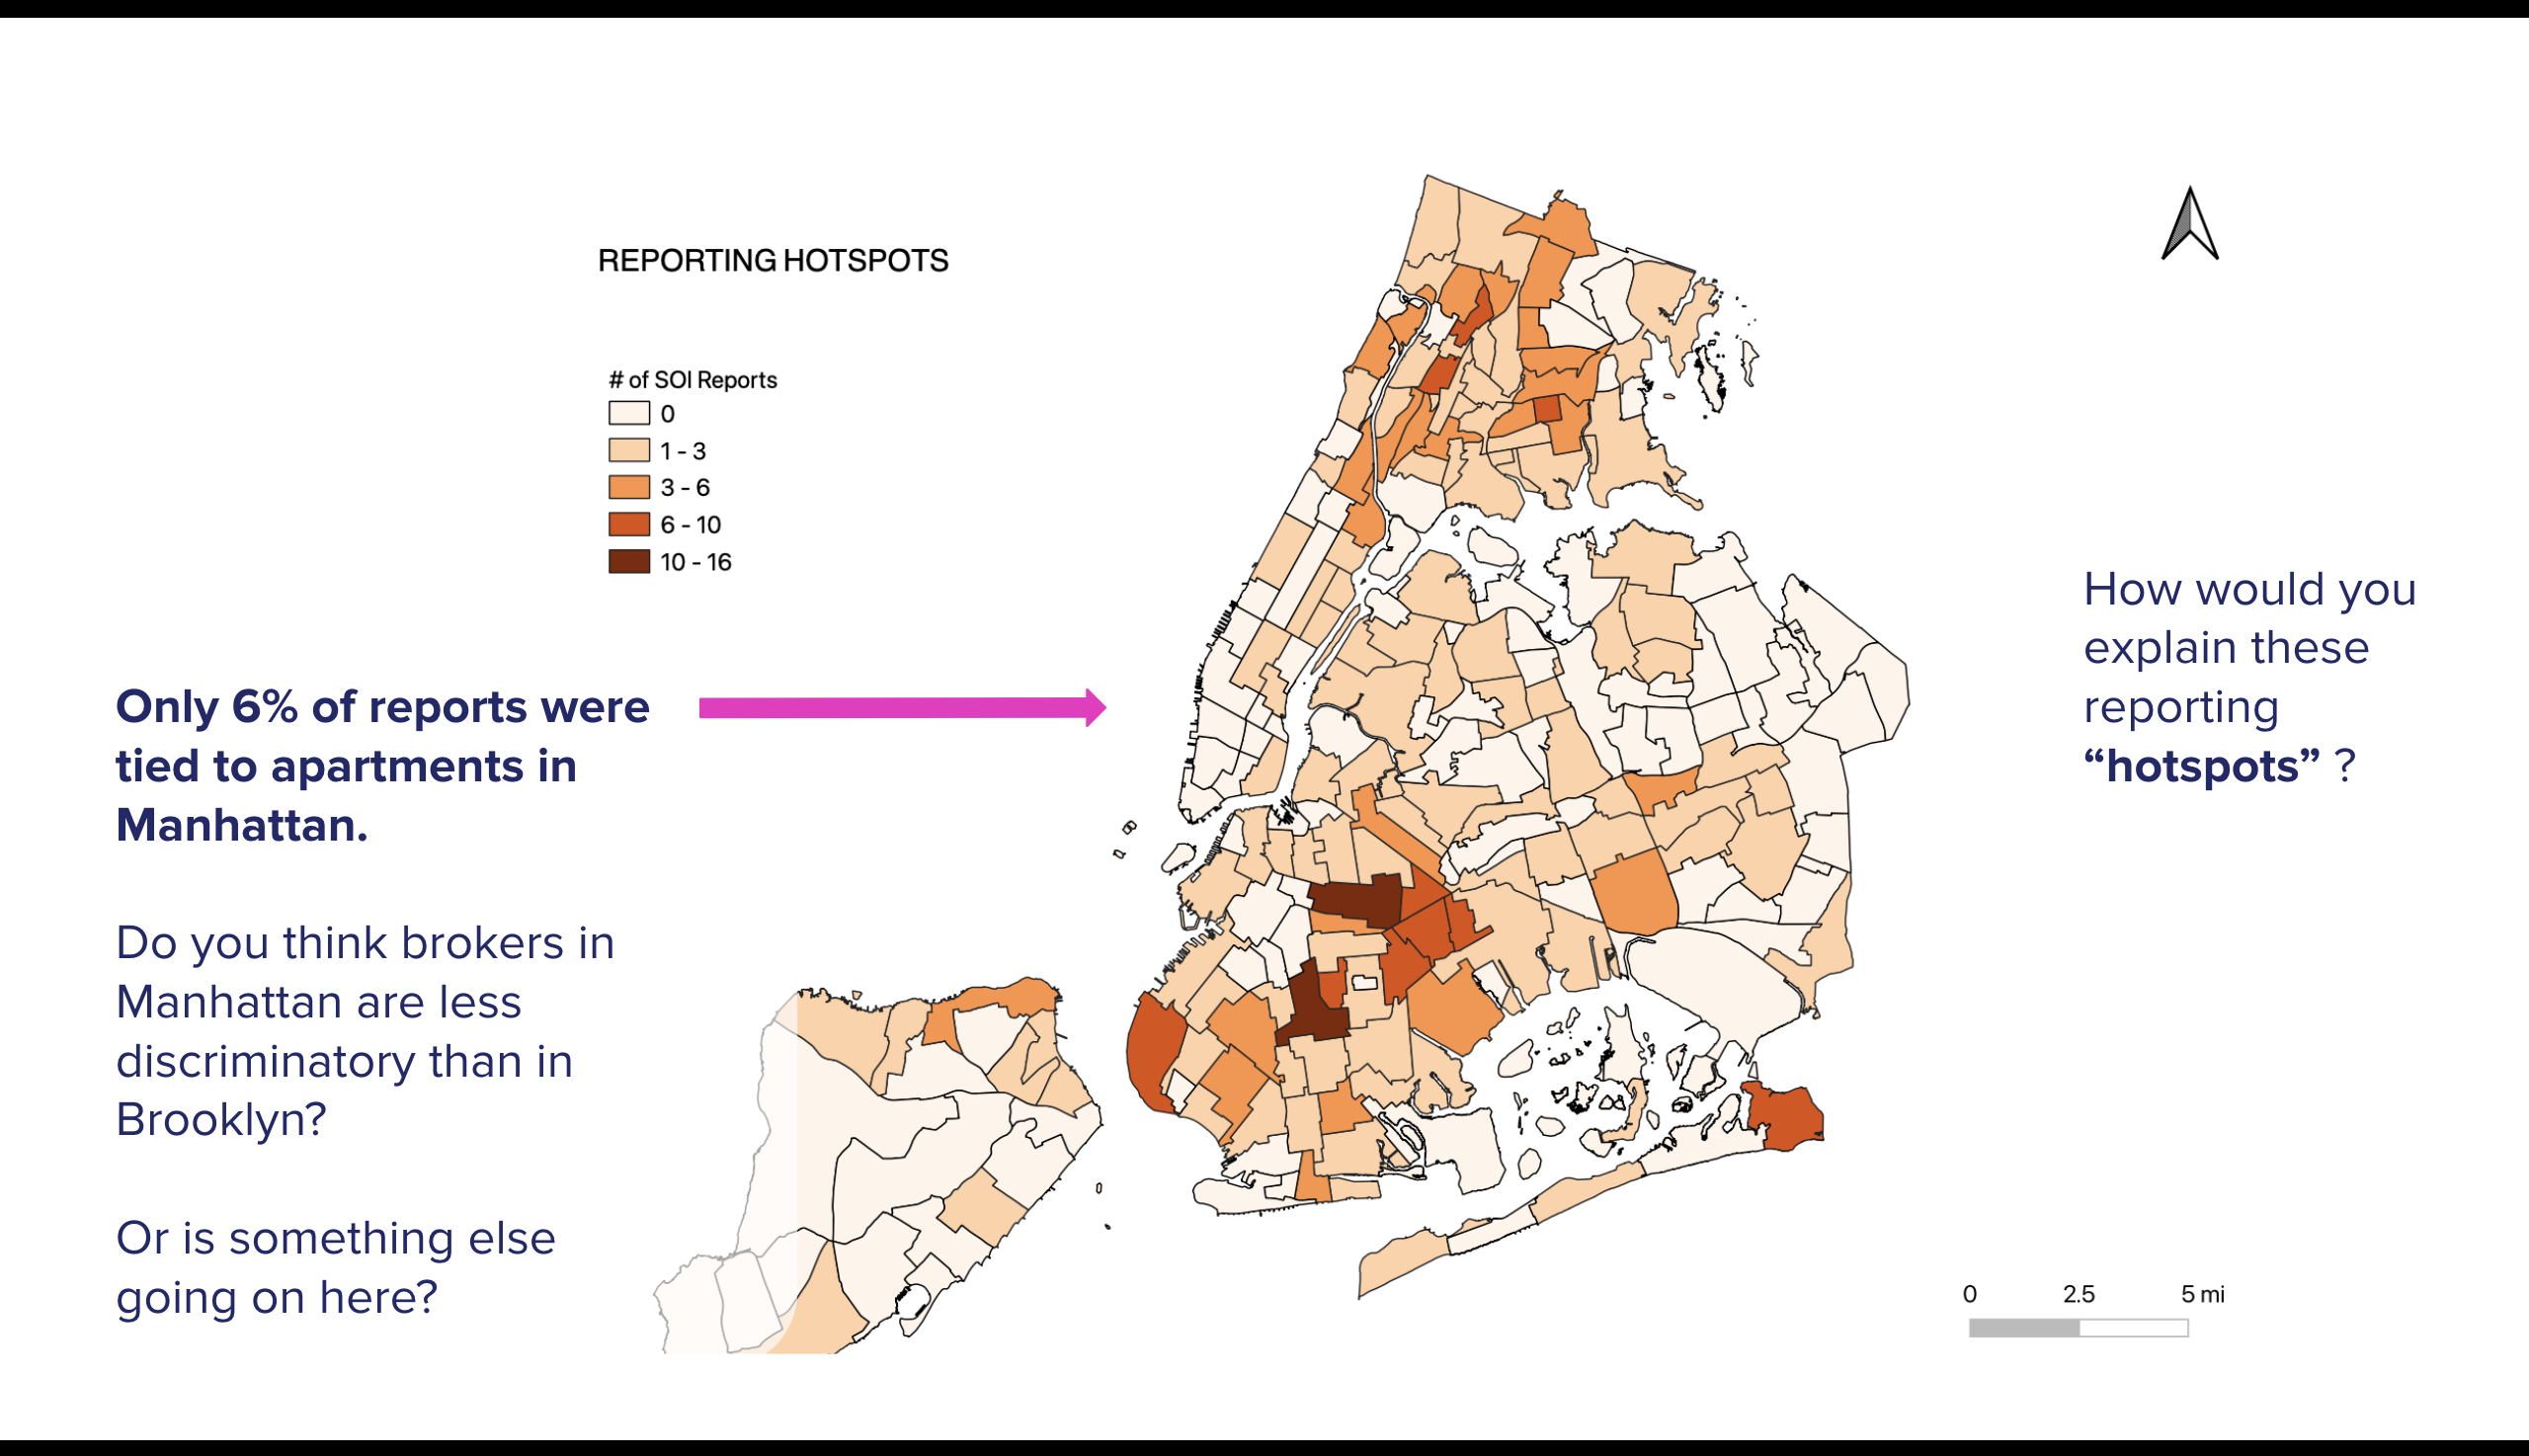 REPORTING HOTSPOTS
# of SOI Reports
0
1 - 3
3 - 6
6 - 10
10 - 16
Only 6% of reports were
tied to apartments in
Manhattan.
Do you think brokers in
Manhattan are less
discriminatory than in
Brooklyn?
Or is something else
going on here?
How would you
explain these
reporting
“hotspots” ?
0 2.5 5 mi